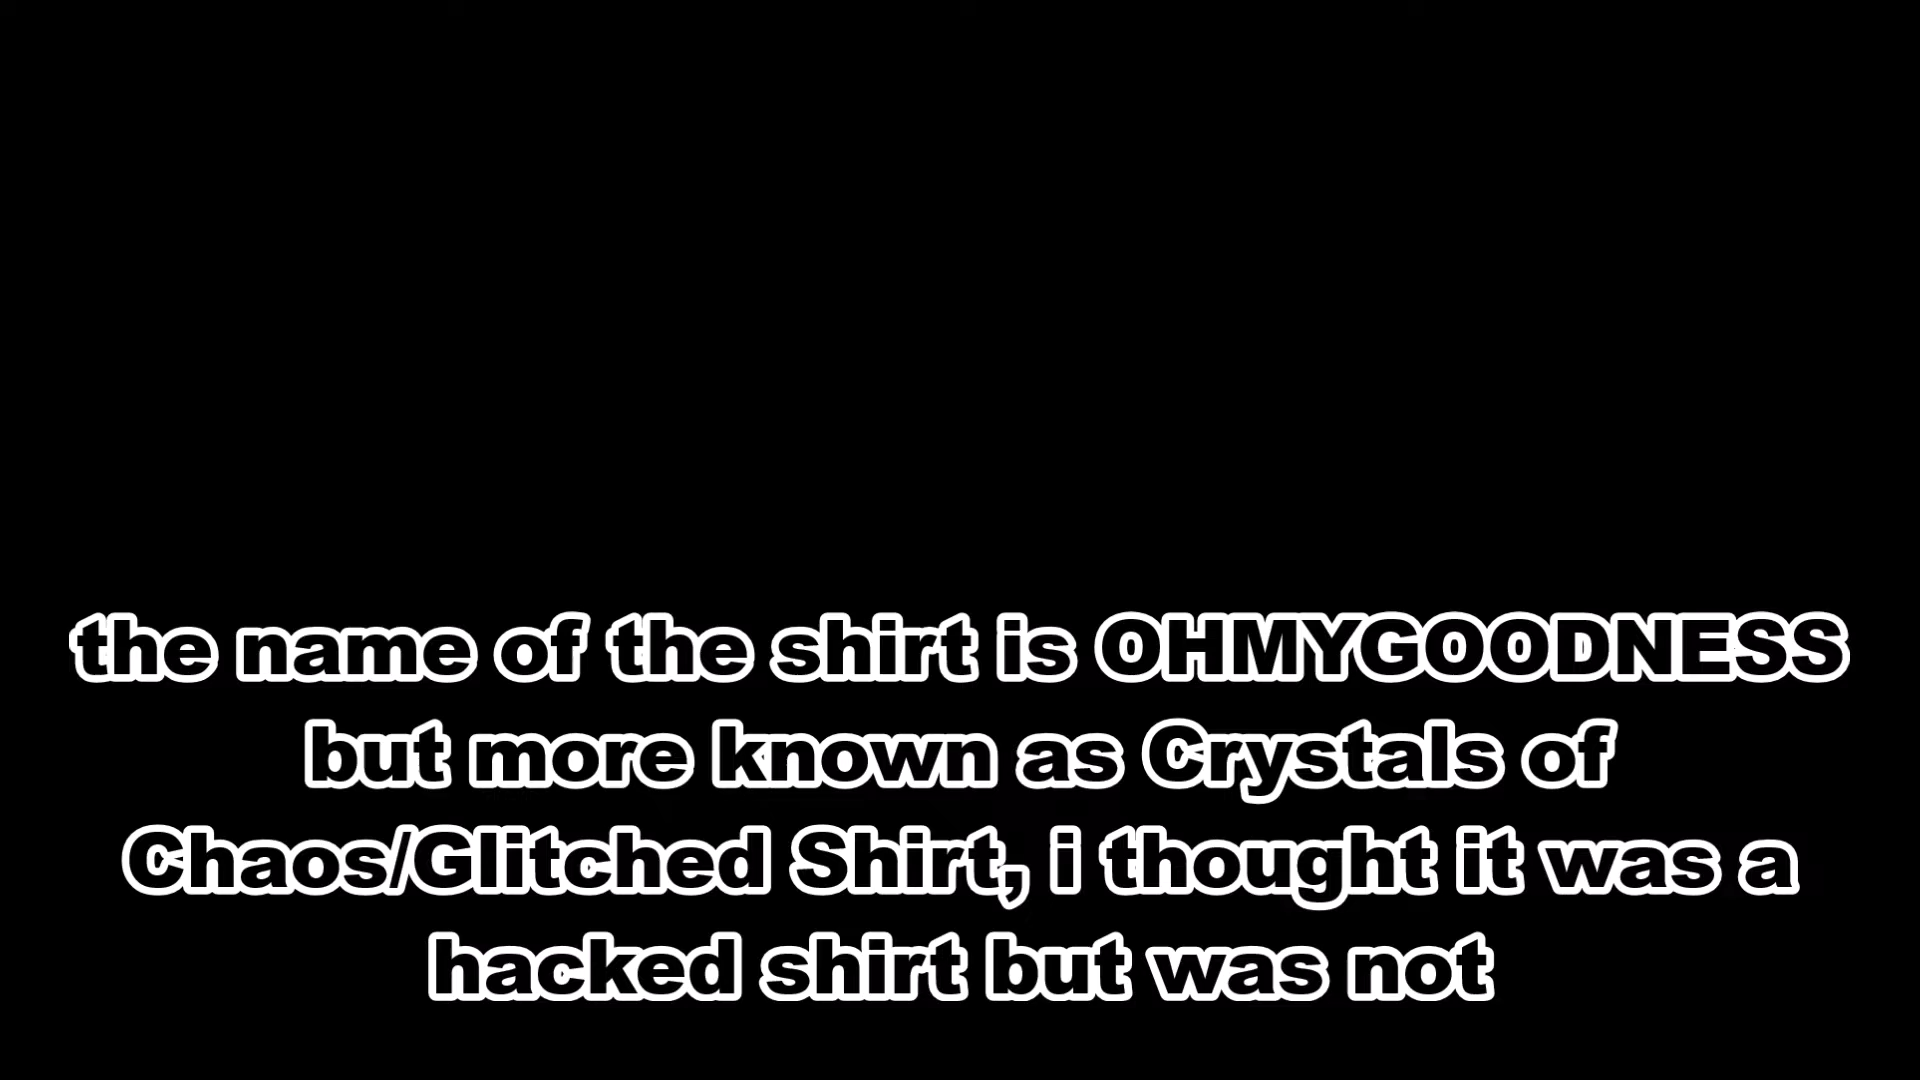 the name of the shirt is OHMYGOODNESS
but more known as Crystals of
Chaos/Glitched Shirt, i thought it was a
hacked shirt but was not